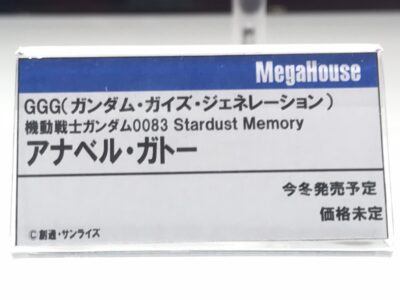 MegaHouse
GGG(ガンダム・ガイズ・ジェネレーション)
機動戦士ガンダム0083 Stardust Memory
アナベル・ガトー
今冬発売予定
価格未定
©創通・サンライズ